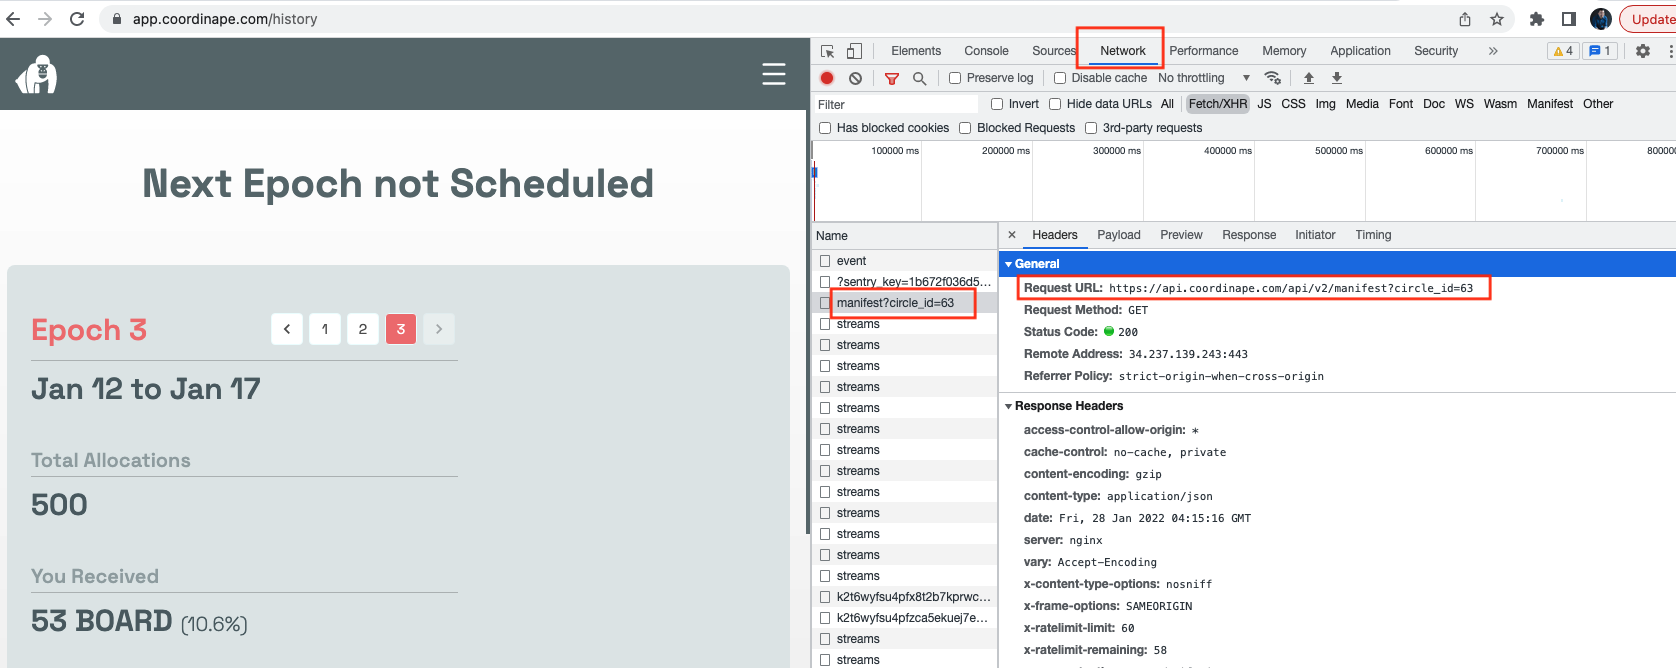 app.coordinape.com/history
Update
Next Epoch not Scheduled
Epoch 3
1 2 3
Jan 12 to Jan 17
Total Allocations
500
You Received
53 BOARD (10.6%)
Elements Console Sources Network Performance Memory Application Security » 4 1
Preserve log Disable cache No throttling
Filter Invert Hide data URLs All Fetch/XHR JS CSS Img Media Font Doc WS Wasm Manifest Other
Has blocked cookies Blocked Requests 3rd-party requests
100000 ms 200000 ms 300000 ms 400000 ms 500000 ms 600000 ms 700000 ms 80000
Name
event
?sentry_key=1b672f036d5...
manifest?circle_id=63
streams
streams
streams
streams
streams
streams
streams
streams
streams
streams
streams
streams
streams
k2t6wyfsu4pfx8t2b7kprwc...
k2t6wyfsu4pfzca5ekuej7e...
streams
streams
× Headers Payload Preview Response Initiator Timing
General
Request URL: https://api.coordinape.com/api/v2/manifest?circle_id=63
Request Method: GET
Status Code: 200
Remote Address: 34.237.139.243:443
Referrer Policy: strict-origin-when-cross-origin
Response Headers
access-control-allow-origin: *
cache-control: no-cache, private
content-encoding: gzip
content-type: application/json
date: Fri, 28 Jan 2022 04:15:16 GMT
server: nginx
vary: Accept-Encoding
x-content-type-options: nosniff
x-frame-options: SAMEORIGIN
x-ratelimit-limit: 60
x-ratelimit-remaining: 58